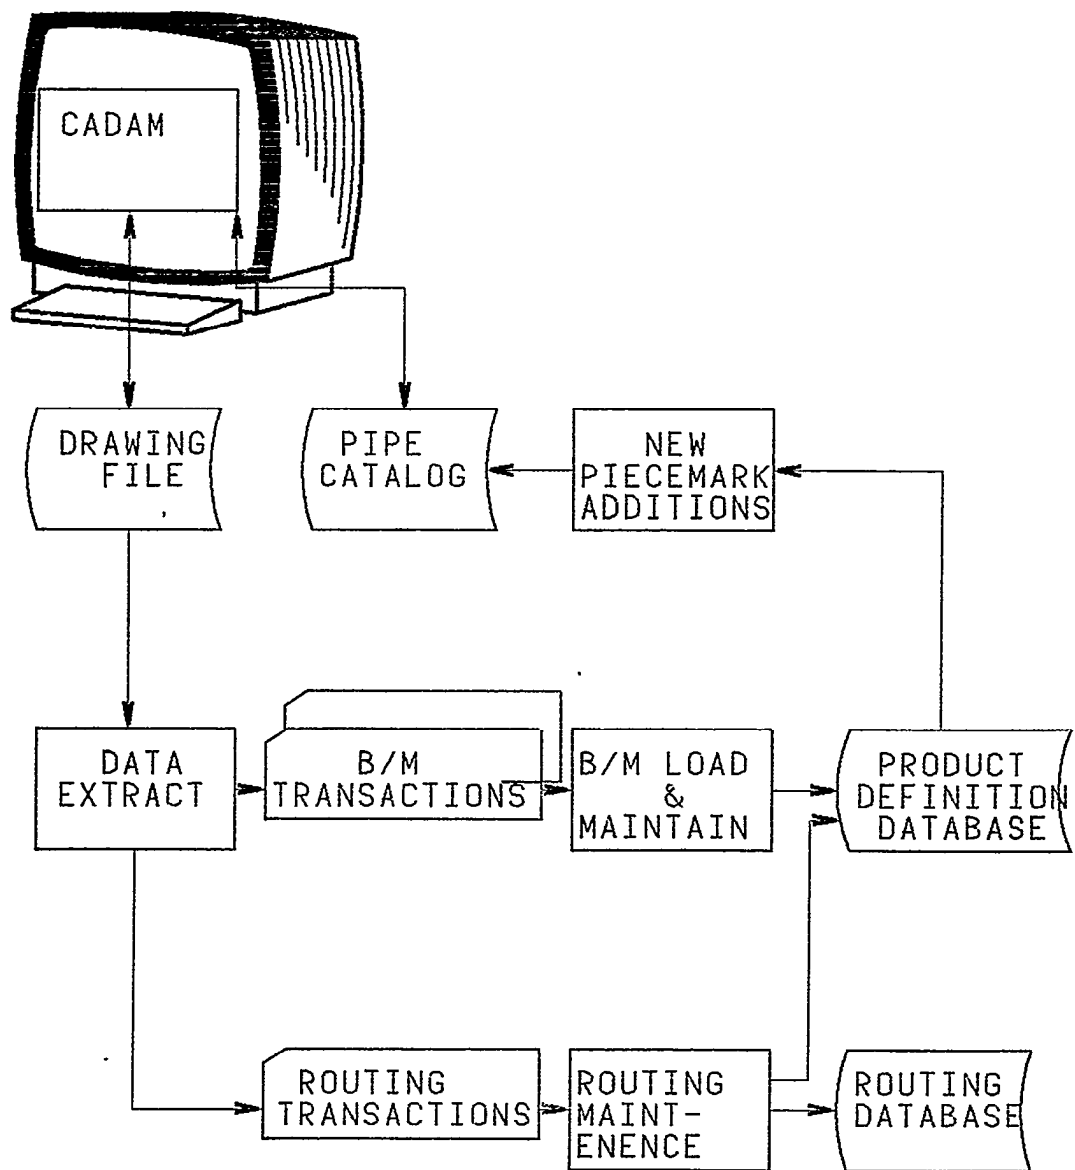 CADAM
DRAWING
FILE
PIPE
CATALOG
NEW
PIECEMARK
ADDITIONS
DATA
EXTRACT
B/M
TRANSACTIONS
B/M LOAD
&
MAINTAIN
PRODUCT
DEFINITION
DATABASE
ROUTING
TRANSACTIONS
ROUTING
MAINT-
ENENCE
ROUTING
DATABASE